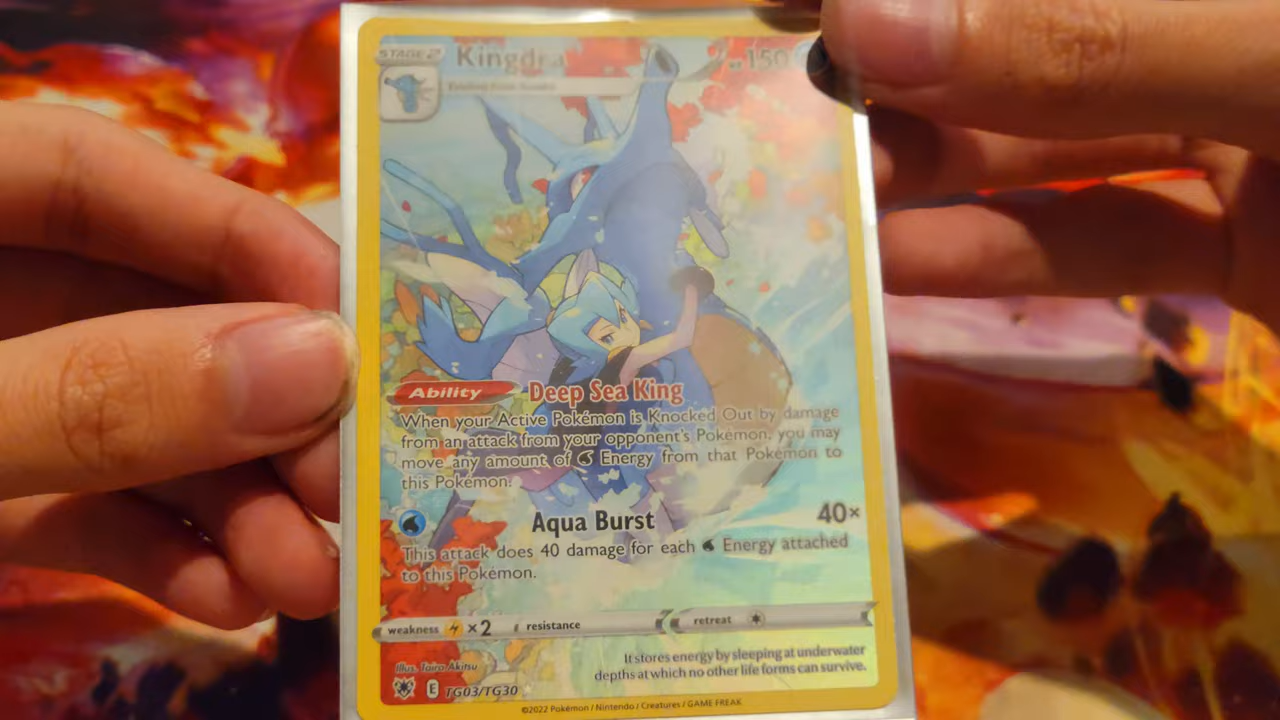 STAGE 2 Kingdra HP 150
Evolves from Seadra
Ability Deep Sea King
When your Active Pokémon is Knocked Out by damage
from an attack from your opponent's Pokémon, you may
move any amount of Energy from that Pokémon to
this Pokémon.
Aqua Burst 40×
This attack does 40 damage for each Energy attached
to this Pokémon.
weakness ×2 resistance retreat
Illus. Taira Akitsu
It stores energy by sleeping at underwater
depths at which no other life forms can survive.
E TG03/TG30
©2022 Pokémon / Nintendo / Creatures / GAME FREAK